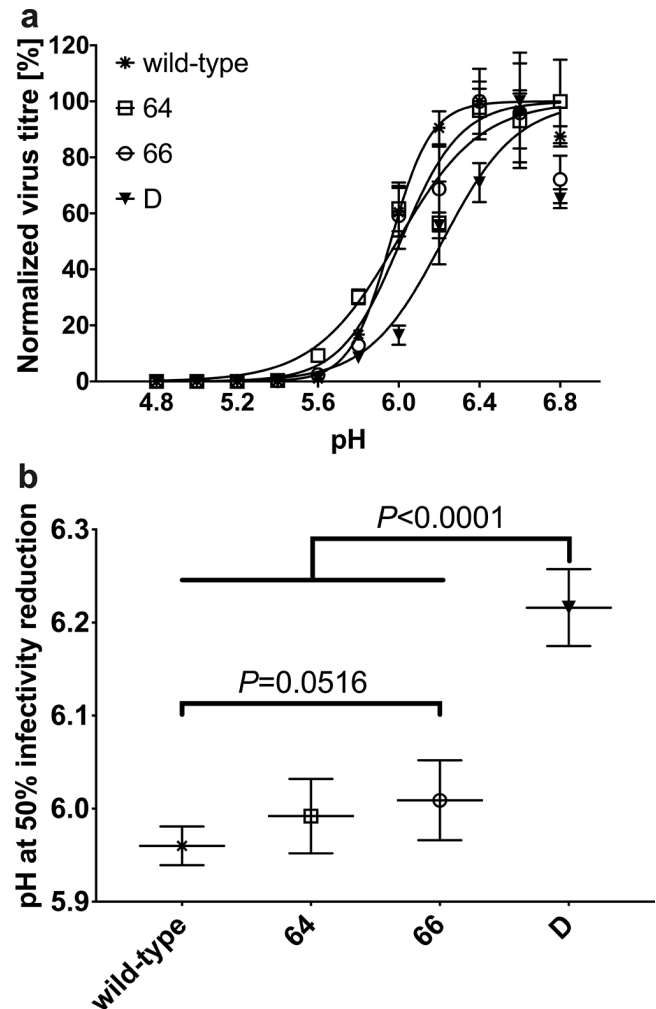 a
Normalized virus titre [%]
120
100
80
60
40
20
0
wild-type
64
66
D
4.8 5.2 5.6 6.0 6.4 6.8
pH
b
pH at 50% infectivity reduction
6.3
6.2
6.1
6.0
5.9
P<0.0001
P=0.0516
wild-type 64 66 D